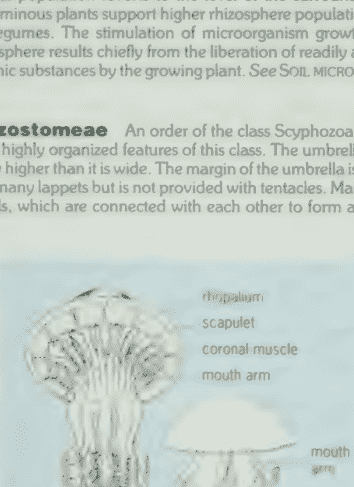 minous plants support higher rhizosphere populati
egumes. The stimulation of microorganism growt
sphere results chiefly from the liberation of readily a
nic substances by the growing plant. See SOIL MICRO
zostomeae An order of the class Scyphozoa
highly organized features of this class. The umbrell
higher than it is wide. The margin of the umbrella is
many lappets but is not provided with tentacles. Ma
ls, which are connected with each other to form a
rhopalium
scapulet
coronal muscle
mouth arm
mouth
arm